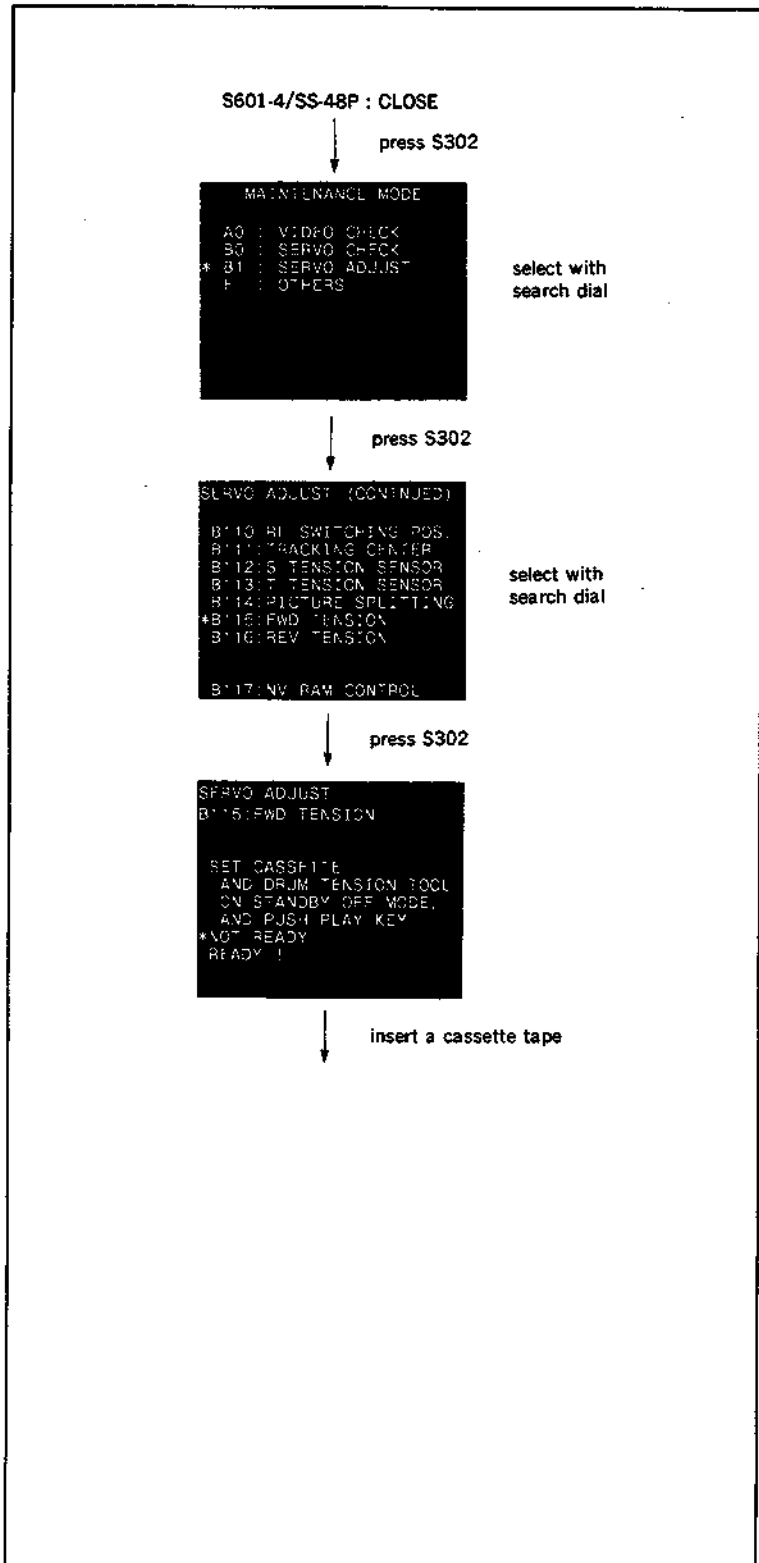 S601-4/SS-48P : CLOSE
press S302
MAINTENANCE MODE
A0 : VIDEO CHECK
B0 : SERVO CHECK
* B1 : SERVO ADJUST
select with
search dial
F : OTHERS
press S302
SERVO ADJUST (CONTINUED)
B110:RF SWITCHING POS.
B111:TRACKING CENTER
B112:S TENSION SENSOR
B113:T TENSION SENSOR
select with
search dial
B114:PICTURE SPLITTING
*B115:FWD TENSION
B116:REV TENSION
B117:NV RAM CONTROL
press S302
SERVO ADJUST
B115:FWD TENSION
SET CASSETTE
AND DRUM TENSION TOOL
ON STANDBY OFF MODE,
AND PUSH PLAY KEY
*NOT READY
READY !
insert a cassette tape